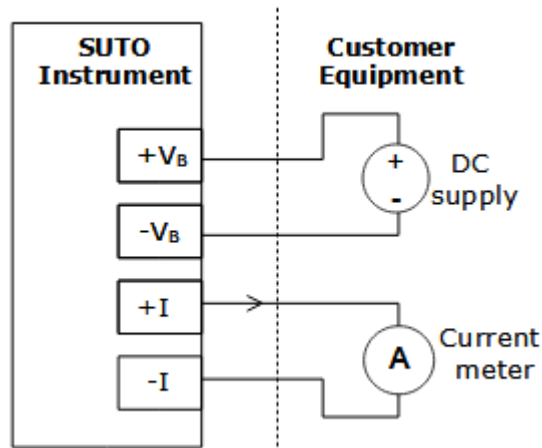 SUTO
Instrument
Customer
Equipment
+VB
-VB
+I
-I
+
-
DC
supply
A
Current
meter